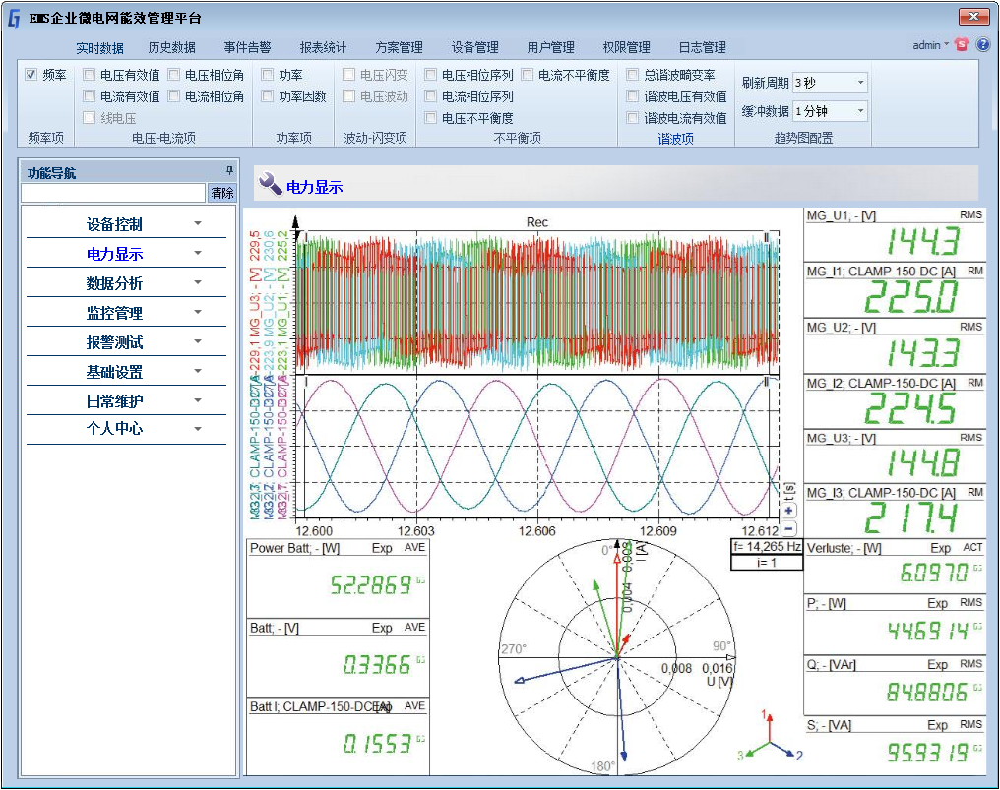 EMS企业微电网能效管理平台
实时数据 历史数据 事件告警 报表统计 方案管理 设备管理 用户管理 权限管理 日志管理 admin
频率 电压有效值 电压相位角 功率 电压闪变 电压相位序列 电流不平衡度 总谐波畸变率 刷新周期 3 秒
电流有效值 电流相位角 功率因数 电压波动 电流相位序列 谐波电压有效值 缓冲数据 1 分钟
线电压 电压不平衡度 谐波电流有效值
频率项 电压-电流项 功率项 波动-闪变项 不平衡项 谐波项 趋势图配置
功能导航
清除
设备控制
电力显示
数据分析
监控管理
报警测试
基础设置
日常维护
个人中心
电力显示
Rec
-229,1 MG_U3; - [V] 229,5
-223,9 MG_U2; - [V] 230,6
-223,1 MG_U1; - [V] 225,2
I II
I II
t [s]
12.600 12.603 12.606 12.609 12.612
MG_U1; - [V] RMS
144.3
MG_I1; CLAMP-150-DC [A] RM
225.0
MG_U2; - [V] RMS
143.3
MG_I2; CLAMP-150-DC [A] RM
224.5
MG_U3; - [V] RMS
144.8
MG_I3; CLAMP-150-DC [A] RM
217.4
Power Batt; - [W] Exp AVE
52.2869
Batt; - [V] Exp AVE
0.3366
Batt I; CLAMP-150-DC [A] Exp AVE
0.1553
f= 14,265 Hz
i= 1
0°
90°
180°
270°
0,004 0,003 I [A]
0,008 0,016
U [V]
1
2
3
Verluste; - [W] Exp ACT
6.0970
P; - [W] Exp RMS
44.6914
Q; - [VAr] Exp RMS
84.8806
S; - [VA] Exp RMS
95.9319